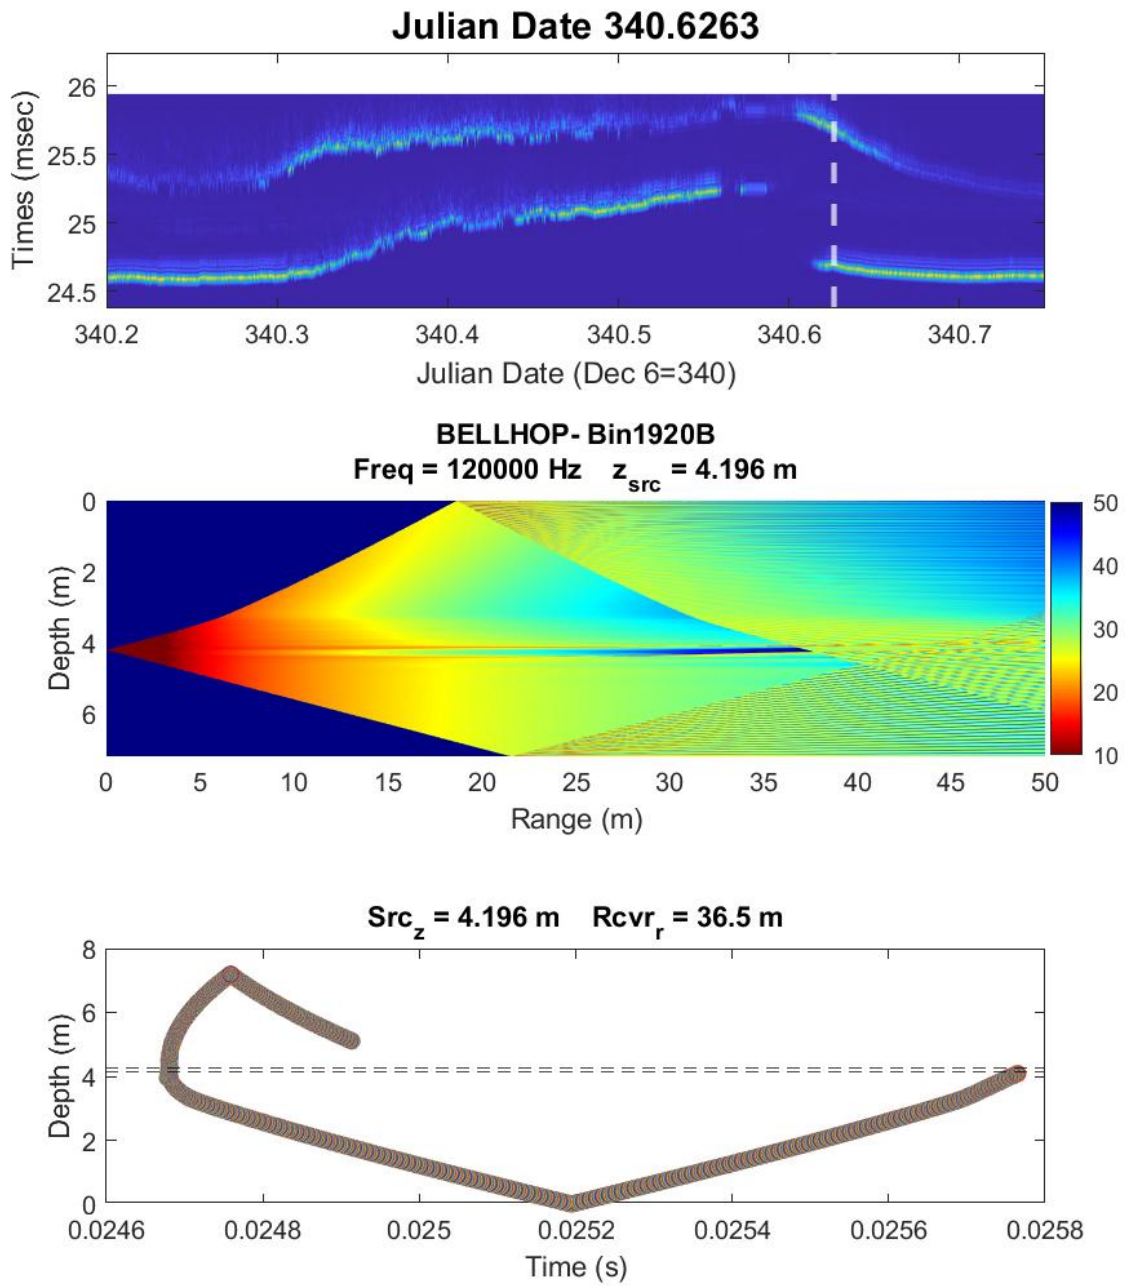 Julian Date 340.6263
26
25.5
25
24.5
Times (msec)
340.2 340.3 340.4 340.5 340.6 340.7
Julian Date (Dec 6=340)
BELLHOP- Bin1920B
Freq = 120000 Hz z_src = 4.196 m
0
2
4
6
Depth (m)
50
40
30
20
10
0 5 10 15 20 25 30 35 40 45 50
Range (m)
Src_z = 4.196 m Rcvr_r = 36.5 m
8
6
4
2
0
Depth (m)
0.0246 0.0248 0.025 0.0252 0.0254 0.0256 0.0258
Time (s)